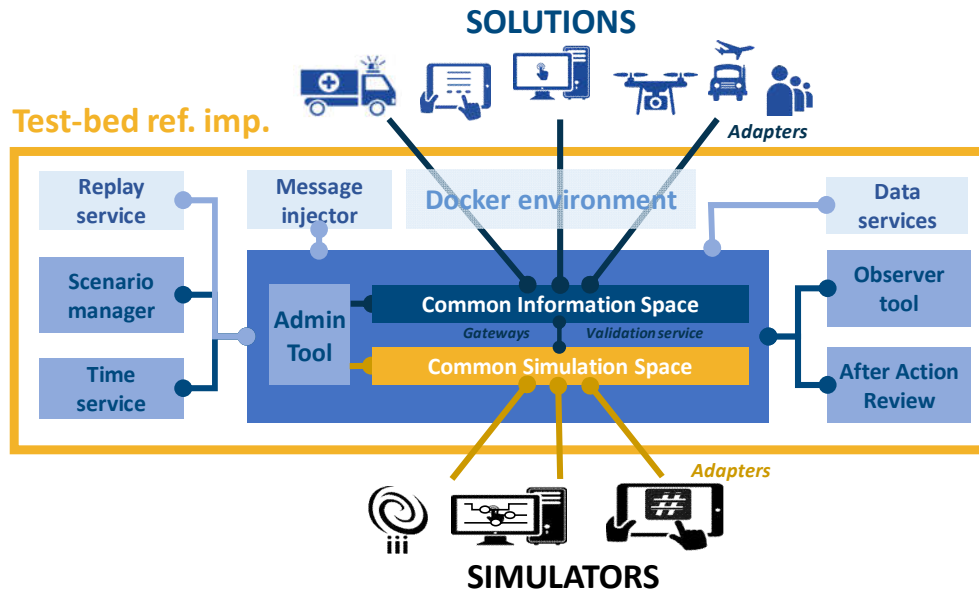 SOLUTIONS
Test-bed ref. imp.
Adapters
Replay
service
Message
injector
Docker environment
Data
services
Scenario
manager
Admin
Tool
Common Information Space
Gateways
Validation service
Common Simulation Space
Observer
tool
Time
service
After Action
Review
Adapters
iii
#
SIMULATORS